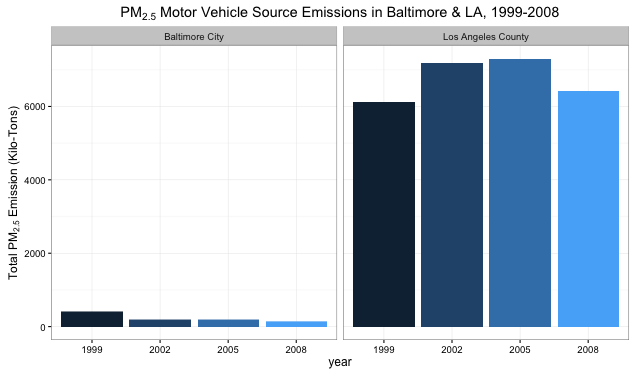 PM2.5 Motor Vehicle Source Emissions in Baltimore & LA, 1999-2008
Baltimore City
Los Angeles County
Total PM2.5 Emission (Kilo-Tons)
6000
4000
2000
0
1999 2002 2005 2008
1999 2002 2005 2008
year